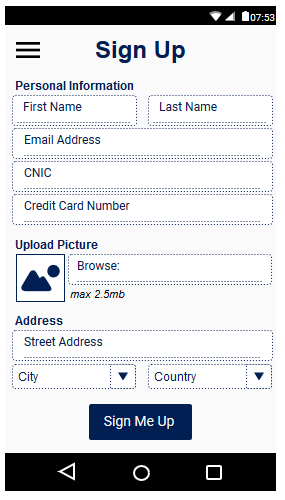 07:53
Sign Up
Personal Information
First Name Last Name
Email Address
CNIC
Credit Card Number
Upload Picture
Browse:
max 2.5mb
Address
Street Address
City Country
Sign Me Up